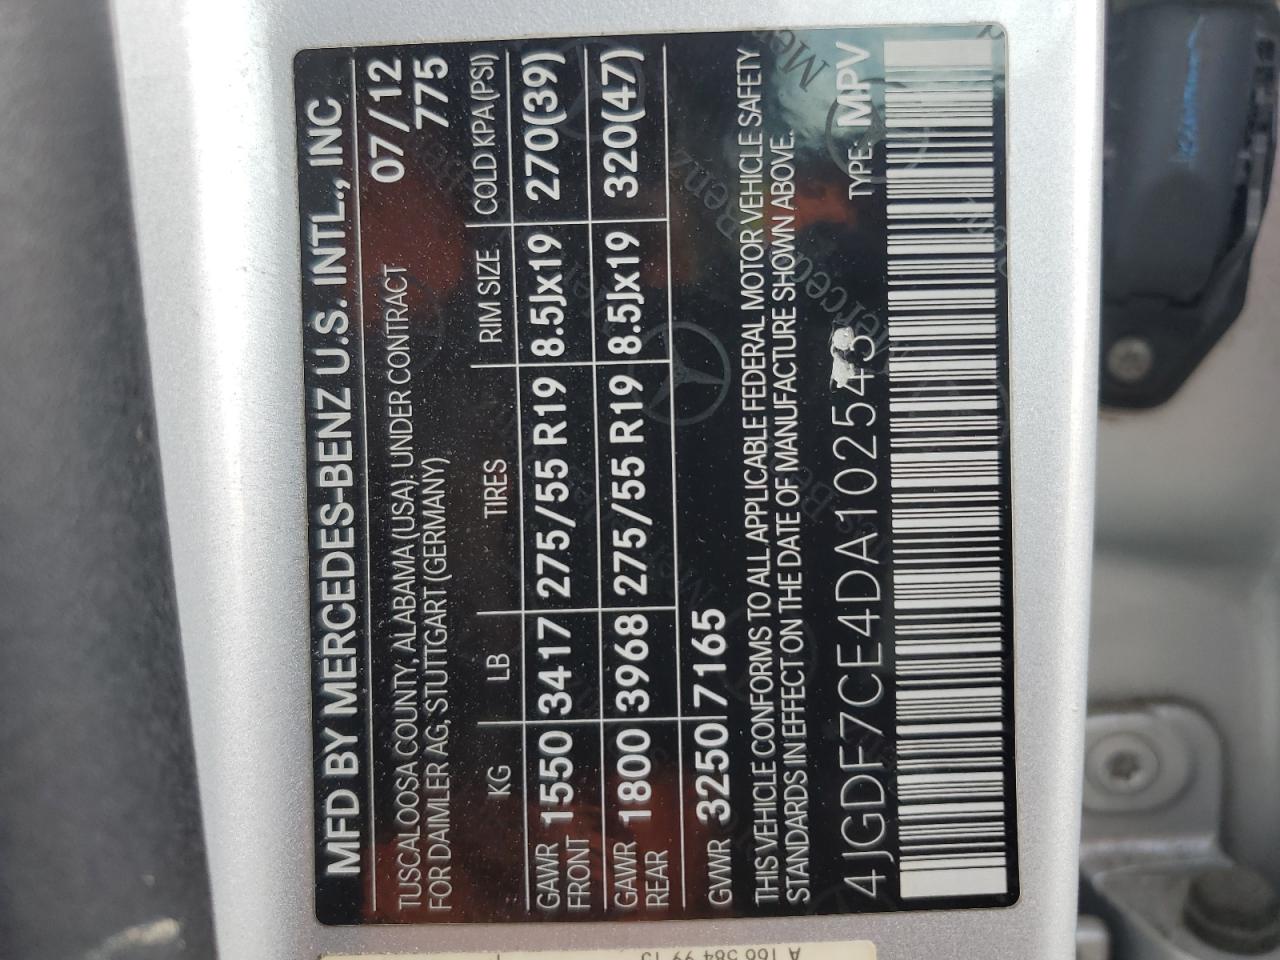 MFD BY MERCEDES-BENZ U.S. INTL., INC
TUSCALOOSA COUNTY, ALABAMA (USA), UNDER CONTRACT 07/12
FOR DAIMLER AG, STUTTGART (GERMANY) 775
KG LB TIRES RIM SIZE COLD KPA(PSI)
GAWR FRONT 1550 3417 275/55 R19 8.5Jx19 270(39)
GAWR REAR 1800 3968 275/55 R19 8.5Jx19 320(47)
GVWR 3250 7165
THIS VEHICLE CONFORMS TO ALL APPLICABLE FEDERAL MOTOR VEHICLE SAFETY
STANDARDS IN EFFECT ON THE DATE OF MANUFACTURE SHOWN ABOVE.
4JGDF7CE4DA102543 TYPE: MPV